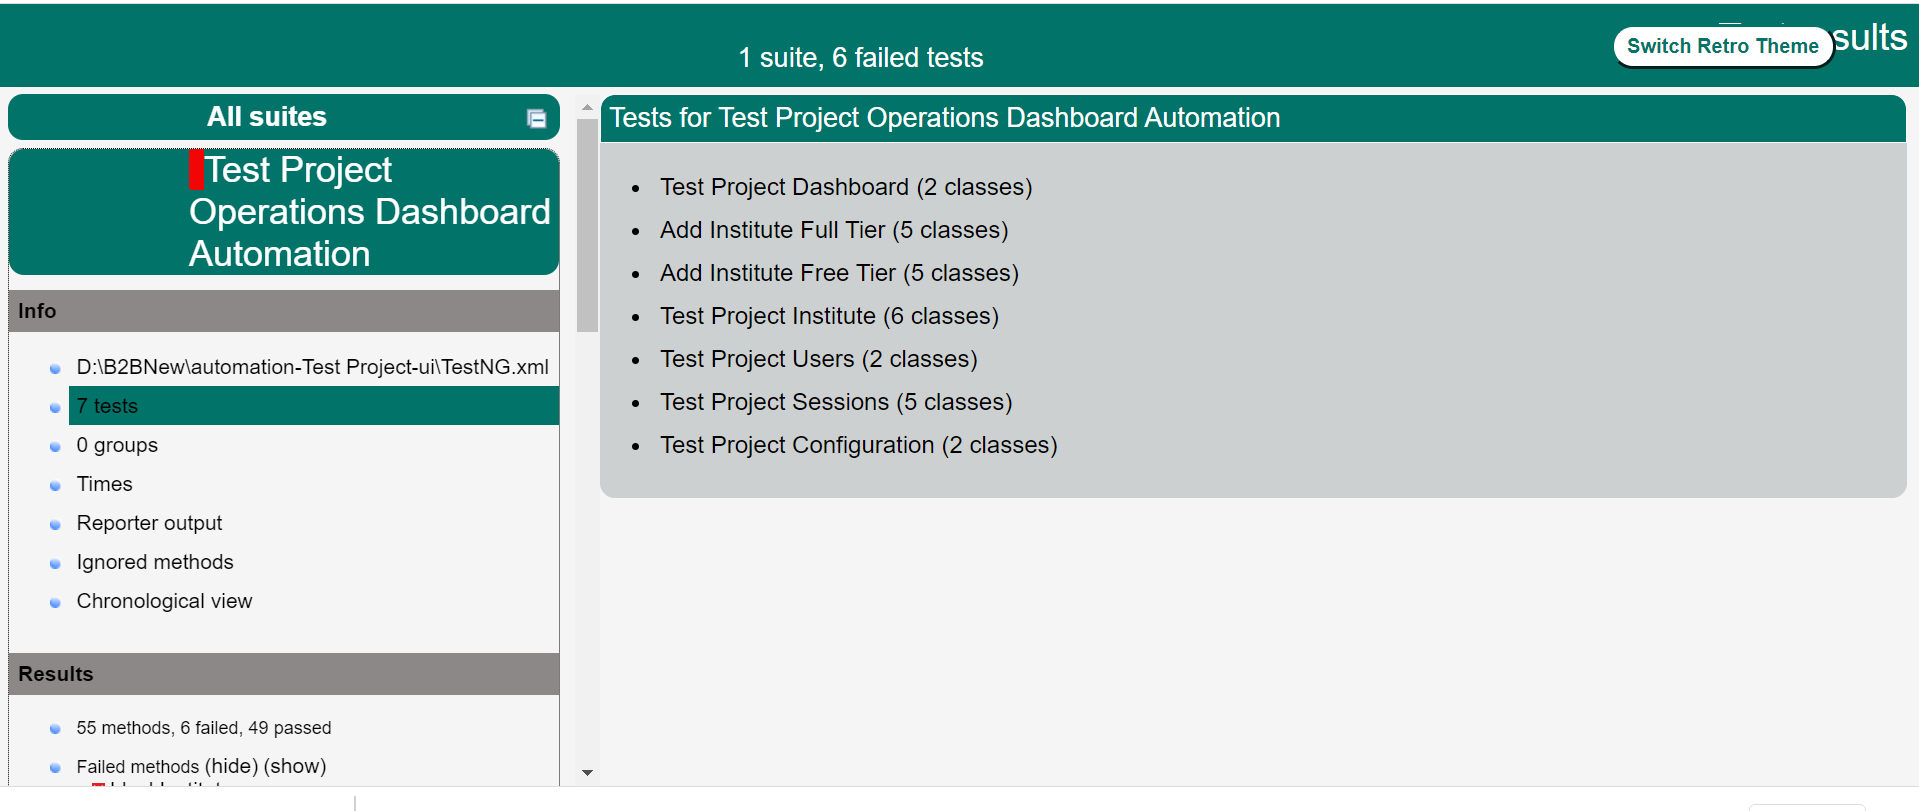 1 suite, 6 failed tests
Switch Retro Theme
All suites
Test Project
Operations Dashboard
Automation
Info
D:\B2BNew\automation-Test Project-ui\TestNG.xml
7 tests
0 groups
Times
Reporter output
Ignored methods
Chronological view
Results
55 methods, 6 failed, 49 passed
Failed methods (hide) (show)
Tests for Test Project Operations Dashboard Automation
Test Project Dashboard (2 classes)
Add Institute Full Tier (5 classes)
Add Institute Free Tier (5 classes)
Test Project Institute (6 classes)
Test Project Users (2 classes)
Test Project Sessions (5 classes)
Test Project Configuration (2 classes)